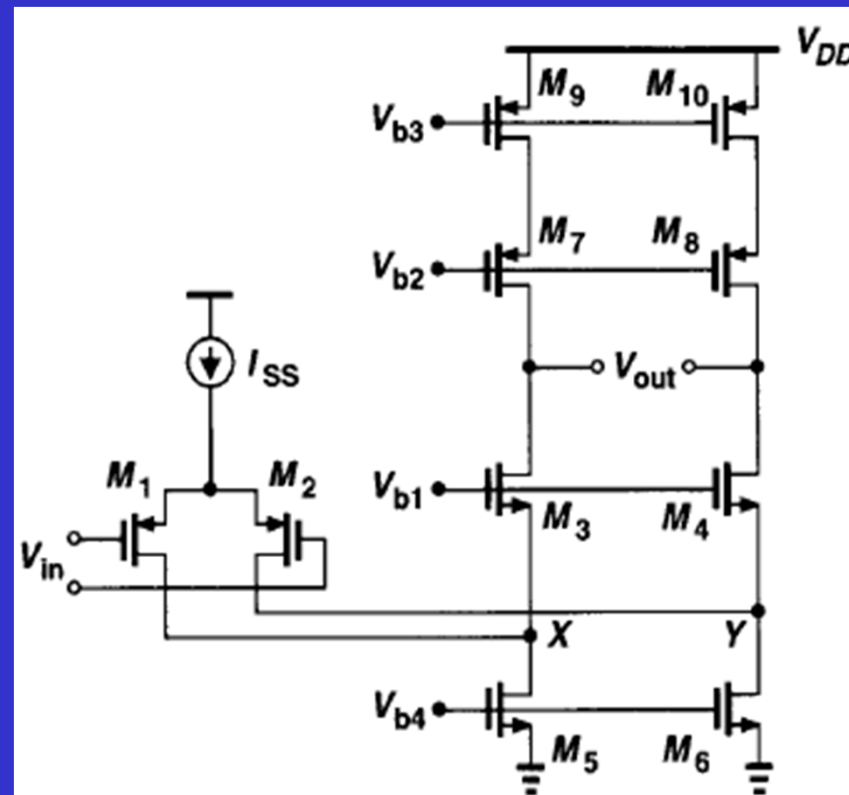 V_DD
M_9
M_10
V_b3
M_7
M_8
V_b2
I_SS
V_out
M_1
M_2
V_b1
M_3
M_4
V_in
X
Y
V_b4
M_5
M_6